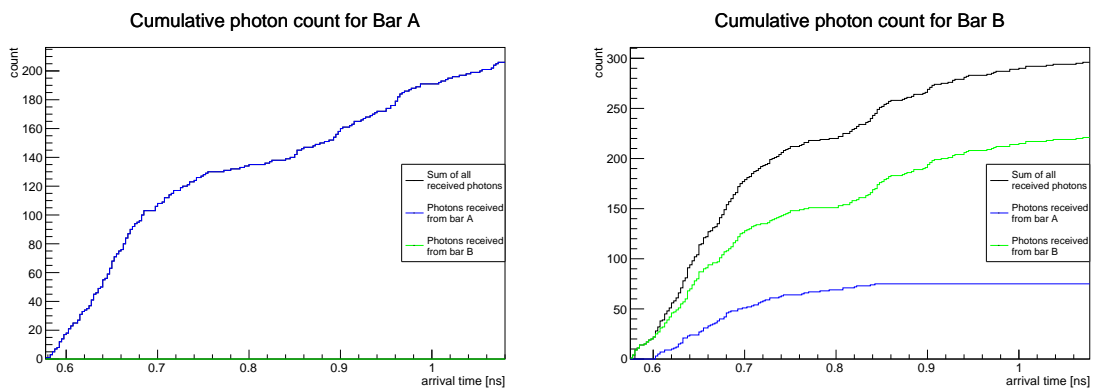 Cumulative photon count for Bar A
count
200
180
160
140
120
100
80
60
40
20
0
0.6
0.7
0.8
0.9
1
arrival time [ns]
Sum of all
received photons
Photons received
from bar A
Photons received
from bar B
Cumulative photon count for Bar B
count
300
250
200
150
100
50
0
0.6
0.7
0.8
0.9
1
arrival time [ns]
Sum of all
received photons
Photons received
from bar A
Photons received
from bar B